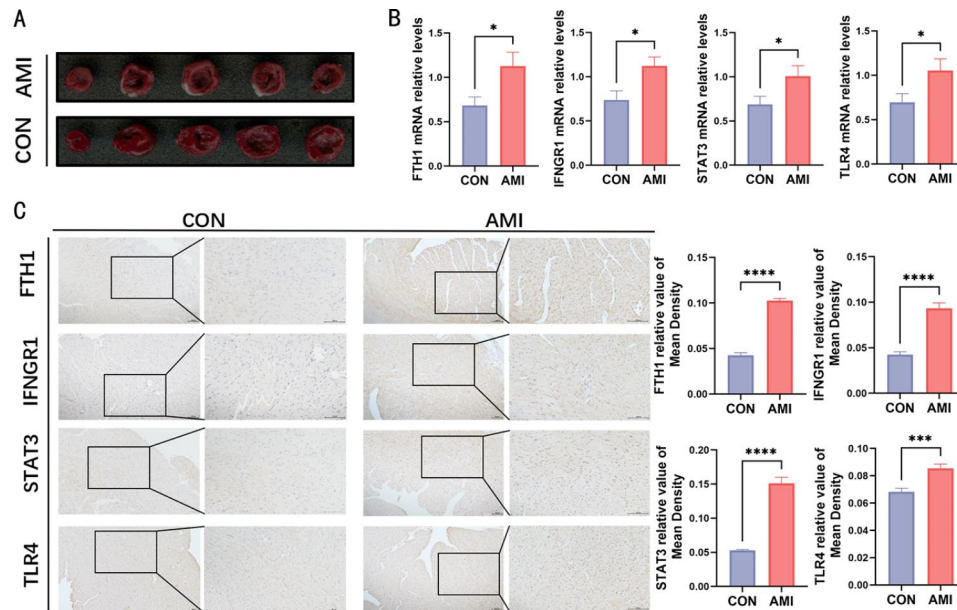 A
AMI
CON
B
FTH1 mRNA relative levels
1.5
1.0
0.5
0.0
*
CON
AMI
IFNGR1 mRNA relative levels
1.5
1.0
0.5
0.0
*
CON
AMI
STAT3 mRNA relative levels
1.5
1.0
0.5
0.0
*
CON
AMI
TLR4 mRNA relative levels
1.5
1.0
0.5
0.0
*
CON
AMI
C
CON
AMI
FTH1
IFNGR1
STAT3
TLR4
FTH1 relative value of
Mean Density
0.15
0.10
0.05
0.00
****
CON
AMI
IFNGR1 relative value of
Mean Density
0.15
0.10
0.05
0.00
****
CON
AMI
STAT3 relative value of
Mean Density
0.20
0.15
0.10
0.05
0.00
****
CON
AMI
TLR4 relative value of
Mean Density
0.10
0.08
0.06
0.04
0.02
0.00
***
CON
AMI